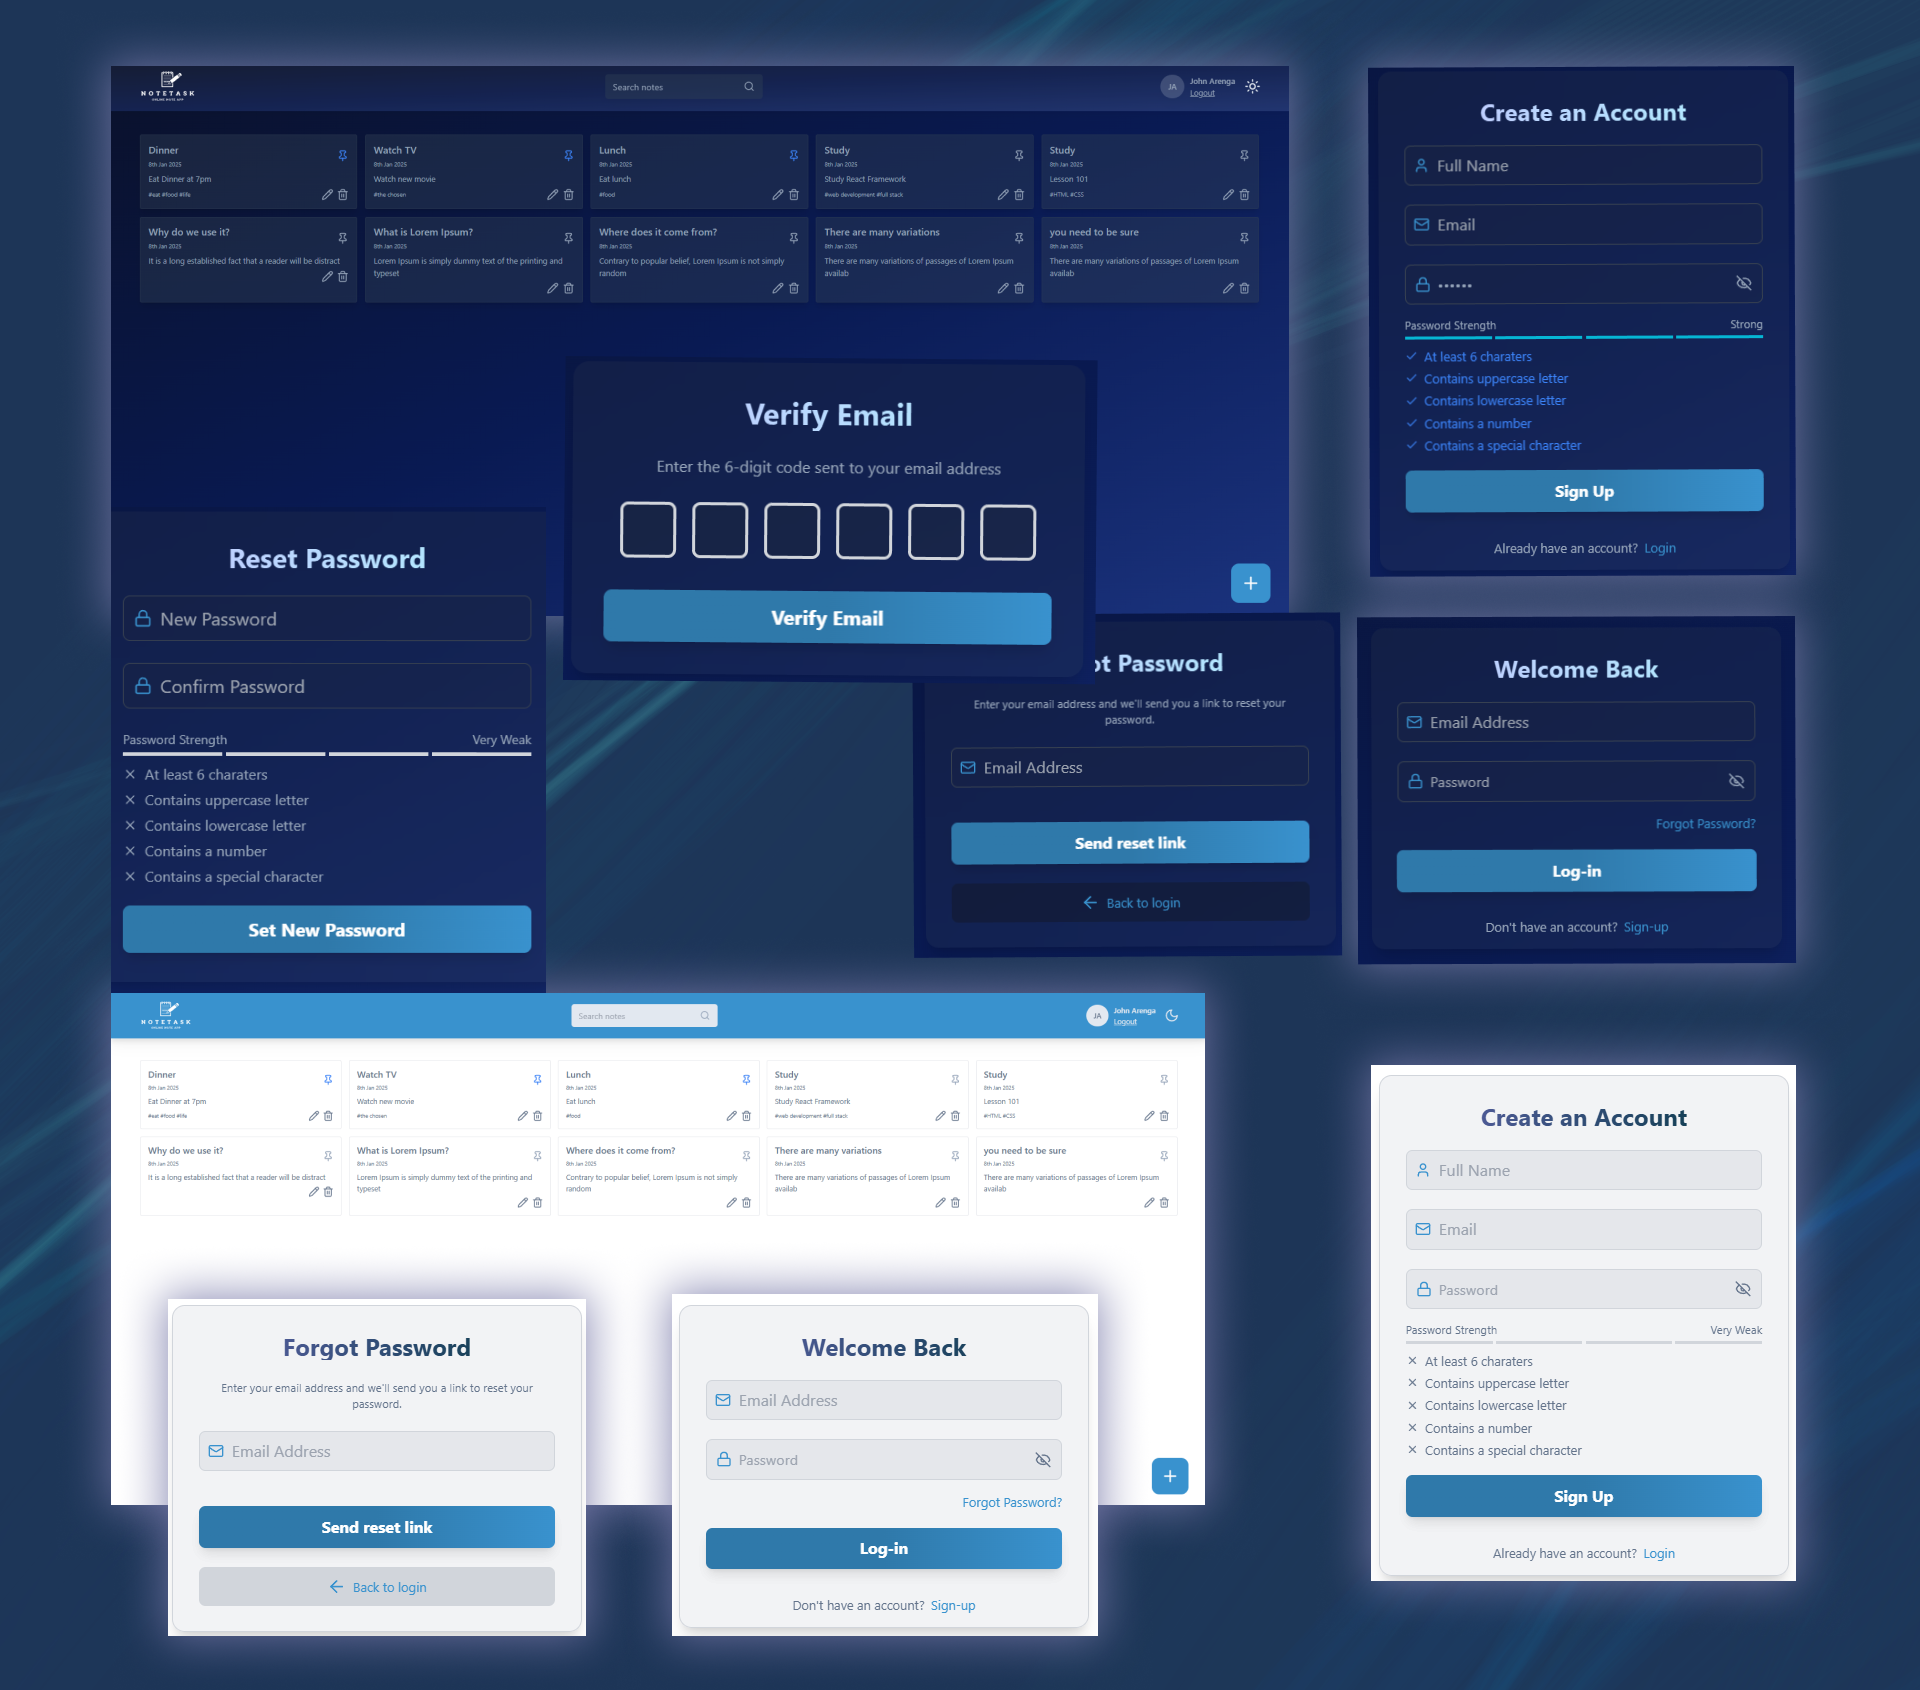 NOTETASK
ONLINE NOTE APP
Search notes
JA
John Arenga
Logout
Dinner
8th Jan 2025
Eat Dinner at 7pm
#eat #food #life
Watch TV
8th Jan 2025
Watch new movie
#the chosen
Lunch
8th Jan 2025
Eat lunch
#food
Study
8th Jan 2025
Study React Framework
#web development #full stack
Study
8th Jan 2025
Lesson 101
#HTML #CSS
Why do we use it?
8th Jan 2025
It is a long established fact that a reader will be distract
What is Lorem Ipsum?
8th Jan 2025
Lorem Ipsum is simply dummy text of the printing and
typeset
Where does it come from?
8th Jan 2025
Contrary to popular belief, Lorem Ipsum is not simply
random
There are many variations
8th Jan 2025
There are many variations of passages of Lorem Ipsum
availab
you need to be sure
8th Jan 2025
There are many variations of passages of Lorem Ipsum
availab
Create an Account
Full Name
Email
••••••
Password Strength
Strong
At least 6 charaters
Contains uppercase letter
Contains lowercase letter
Contains a number
Contains a special character
Sign Up
Already have an account? Login
Verify Email
Enter the 6-digit code sent to your email address
Verify Email
Reset Password
New Password
Confirm Password
Password Strength
Very Weak
At least 6 charaters
Contains uppercase letter
Contains lowercase letter
Contains a number
Contains a special character
Set New Password
ot Password
Enter your email address and we'll send you a link to reset your
password.
Email Address
Send reset link
Back to login
Welcome Back
Email Address
Password
Forgot Password?
Log-in
Don't have an account? Sign-up
NOTETASK
ONLINE NOTE APP
Search notes
JA
John Arenga
Logout
Dinner
8th Jan 2025
Eat Dinner at 7pm
#eat #food #life
Watch TV
8th Jan 2025
Watch new movie
#the chosen
Lunch
8th Jan 2025
Eat lunch
#food
Study
8th Jan 2025
Study React Framework
#web development #full stack
Study
8th Jan 2025
Lesson 101
#HTML #CSS
Why do we use it?
8th Jan 2025
It is a long established fact that a reader will be distract
What is Lorem Ipsum?
8th Jan 2025
Lorem Ipsum is simply dummy text of the printing and
typeset
Where does it come from?
8th Jan 2025
Contrary to popular belief, Lorem Ipsum is not simply
random
There are many variations
8th Jan 2025
There are many variations of passages of Lorem Ipsum
availab
you need to be sure
8th Jan 2025
There are many variations of passages of Lorem Ipsum
availab
Forgot Password
Enter your email address and we'll send you a link to reset your
password.
Email Address
Send reset link
Back to login
Welcome Back
Email Address
Password
Forgot Password?
Log-in
Don't have an account? Sign-up
Create an Account
Full Name
Email
Password
Password Strength
Very Weak
At least 6 charaters
Contains uppercase letter
Contains lowercase letter
Contains a number
Contains a special character
Sign Up
Already have an account? Login